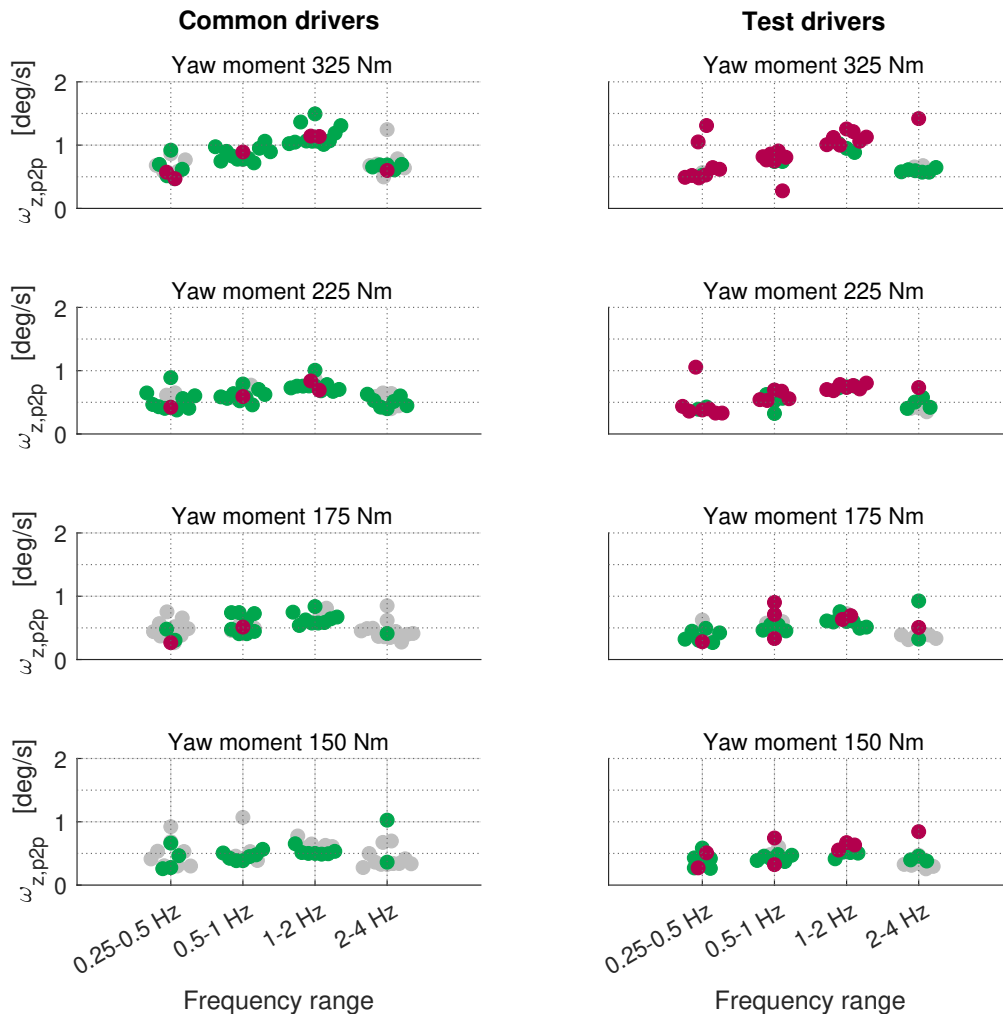 Common drivers
Test drivers
Yaw moment 325 Nm
Yaw moment 325 Nm
ω_z,p2p [deg/s]
2
1
0
Yaw moment 225 Nm
Yaw moment 225 Nm
ω_z,p2p [deg/s]
2
1
0
Yaw moment 175 Nm
Yaw moment 175 Nm
ω_z,p2p [deg/s]
2
1
0
Yaw moment 150 Nm
Yaw moment 150 Nm
ω_z,p2p [deg/s]
2
1
0
0.25-0.5 Hz
0.5-1 Hz
1-2 Hz
2-4 Hz
0.25-0.5 Hz
0.5-1 Hz
1-2 Hz
2-4 Hz
Frequency range
Frequency range